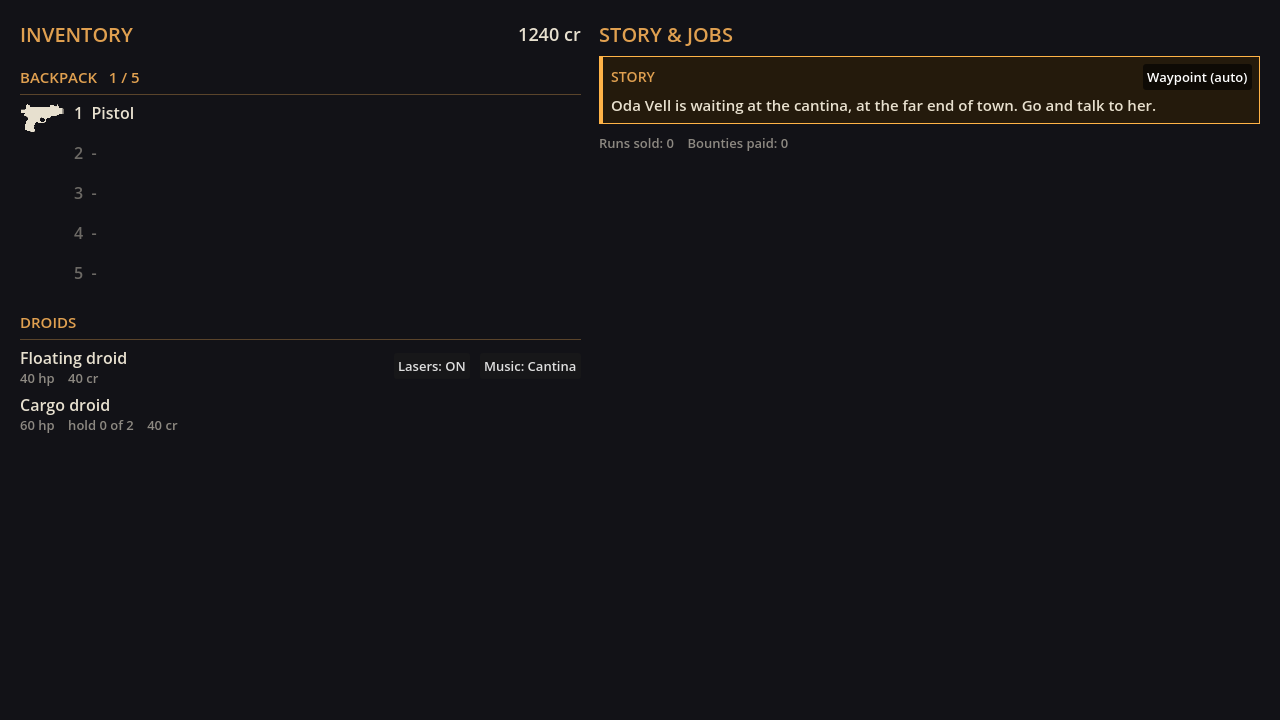 INVENTORY
1240 cr
BACKPACK 1 / 5
1 Pistol
2 -
3 -
4 -
5 -
DROIDS
Floating droid
40 hp 40 cr
Lasers: ON
Music: Cantina
Cargo droid
60 hp hold 0 of 2 40 cr
STORY & JOBS
STORY
Waypoint (auto)
Oda Vell is waiting at the cantina, at the far end of town. Go and talk to her.
Runs sold: 0 Bounties paid: 0